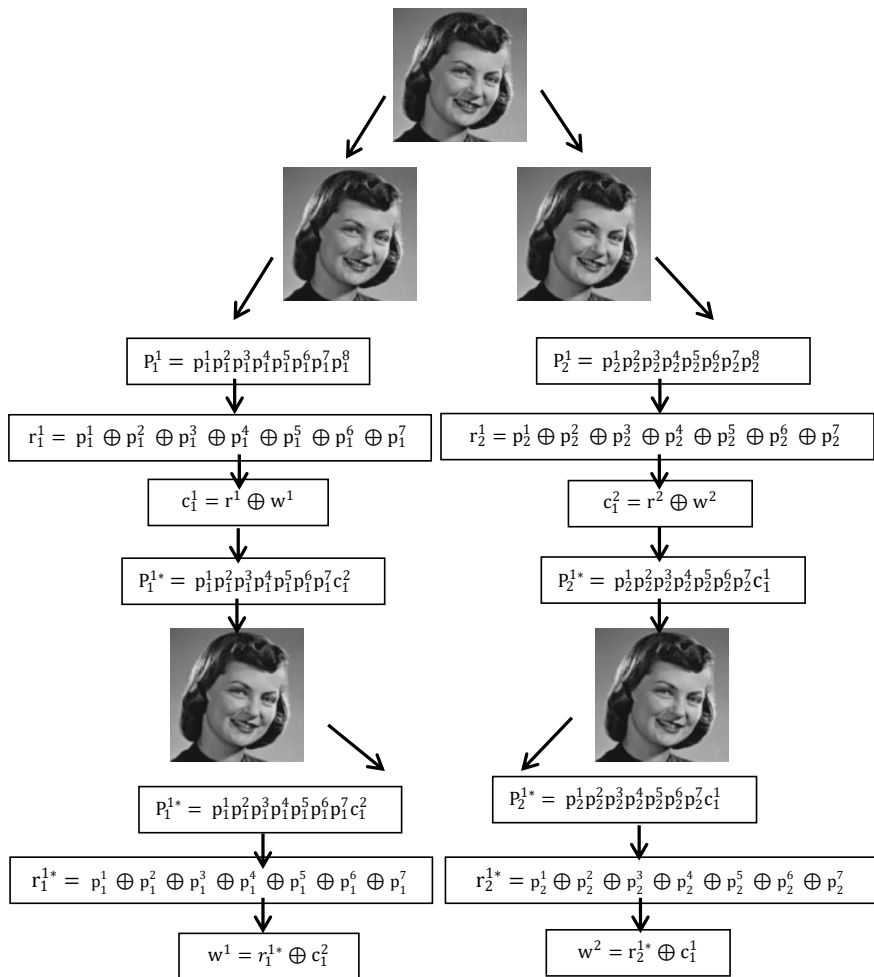 P₁¹ = p₁¹p₁²p₁³p₁⁴p₁⁵p₁⁶p₁⁷p₁⁸
P₂¹ = p₂¹p₂²p₂³p₂⁴p₂⁵p₂⁶p₂⁷p₂⁸
r₁¹ = p₁¹ ⊕ p₁² ⊕ p₁³ ⊕ p₁⁴ ⊕ p₁⁵ ⊕ p₁⁶ ⊕ p₁⁷
r₂¹ = p₂¹ ⊕ p₂² ⊕ p₂³ ⊕ p₂⁴ ⊕ p₂⁵ ⊕ p₂⁶ ⊕ p₂⁷
c₁¹ = r¹ ⊕ w¹
c₁² = r² ⊕ w²
P₁¹* = p₁¹p₁²p₁³p₁⁴p₁⁵p₁⁶p₁⁷c₁²
P₂¹* = p₂¹p₂²p₂³p₂⁴p₂⁵p₂⁶p₂⁷c₁¹
P₁¹* = p₁¹p₁²p₁³p₁⁴p₁⁵p₁⁶p₁⁷c₁²
P₂¹* = p₂¹p₂²p₂³p₂⁴p₂⁵p₂⁶p₂⁷c₁¹
r₁¹* = p₁¹ ⊕ p₁² ⊕ p₁³ ⊕ p₁⁴ ⊕ p₁⁵ ⊕ p₁⁶ ⊕ p₁⁷
r₂¹* = p₂¹ ⊕ p₂² ⊕ p₂³ ⊕ p₂⁴ ⊕ p₂⁵ ⊕ p₂⁶ ⊕ p₂⁷
w¹ = r₁¹* ⊕ c₁²
w² = r₂¹* ⊕ c₁¹